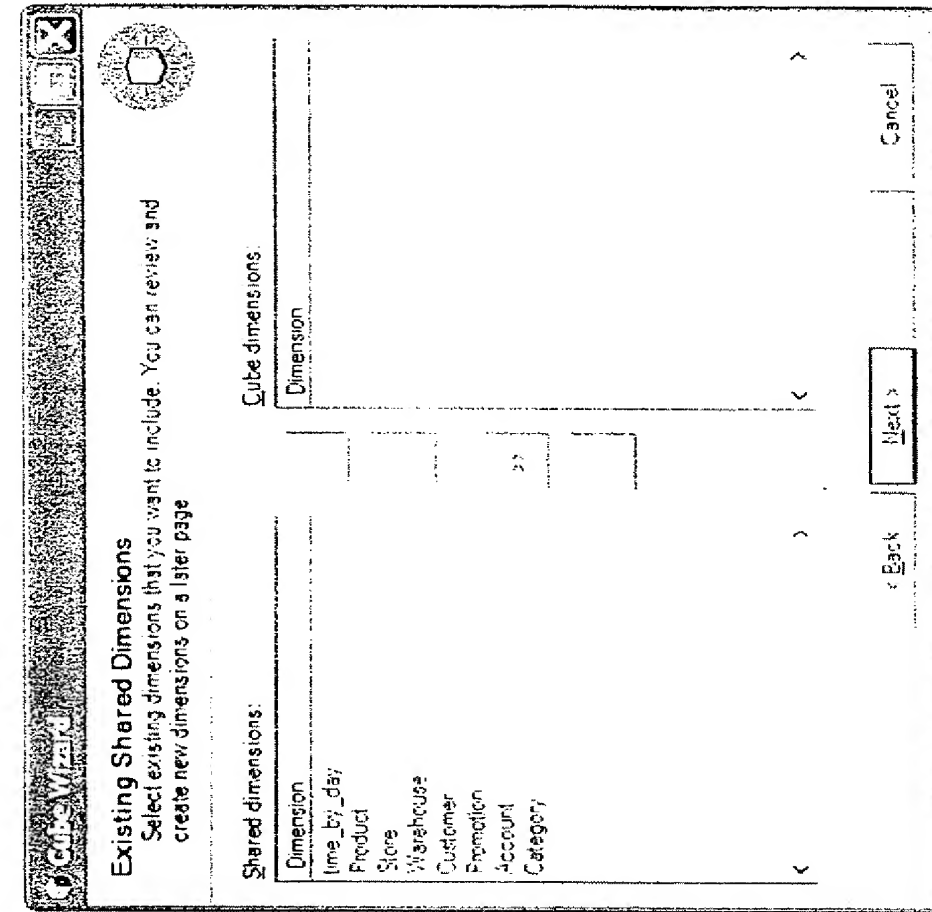 Cube Wizard
Existing Shared Dimensions
Select existing dimensions that you want to include. You can review and
create new dimensions on a later page
Shared dimensions:
Dimension
time_by_day
Product
Store
Warehouse
Customer
Promotion
Account
Category
>>
Cube dimensions:
Dimension
< Back
Next >
Cancel